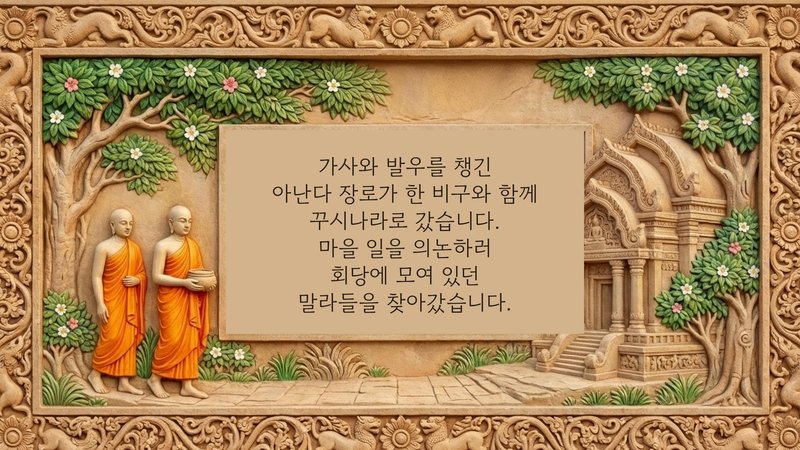 가사와 발우를 챙긴
아난다 장로가 한 비구와 함께
꾸시나라로 갔습니다.
마을 일을 의논하러
회당에 모여 있던
말라들을 찾아갔습니다.